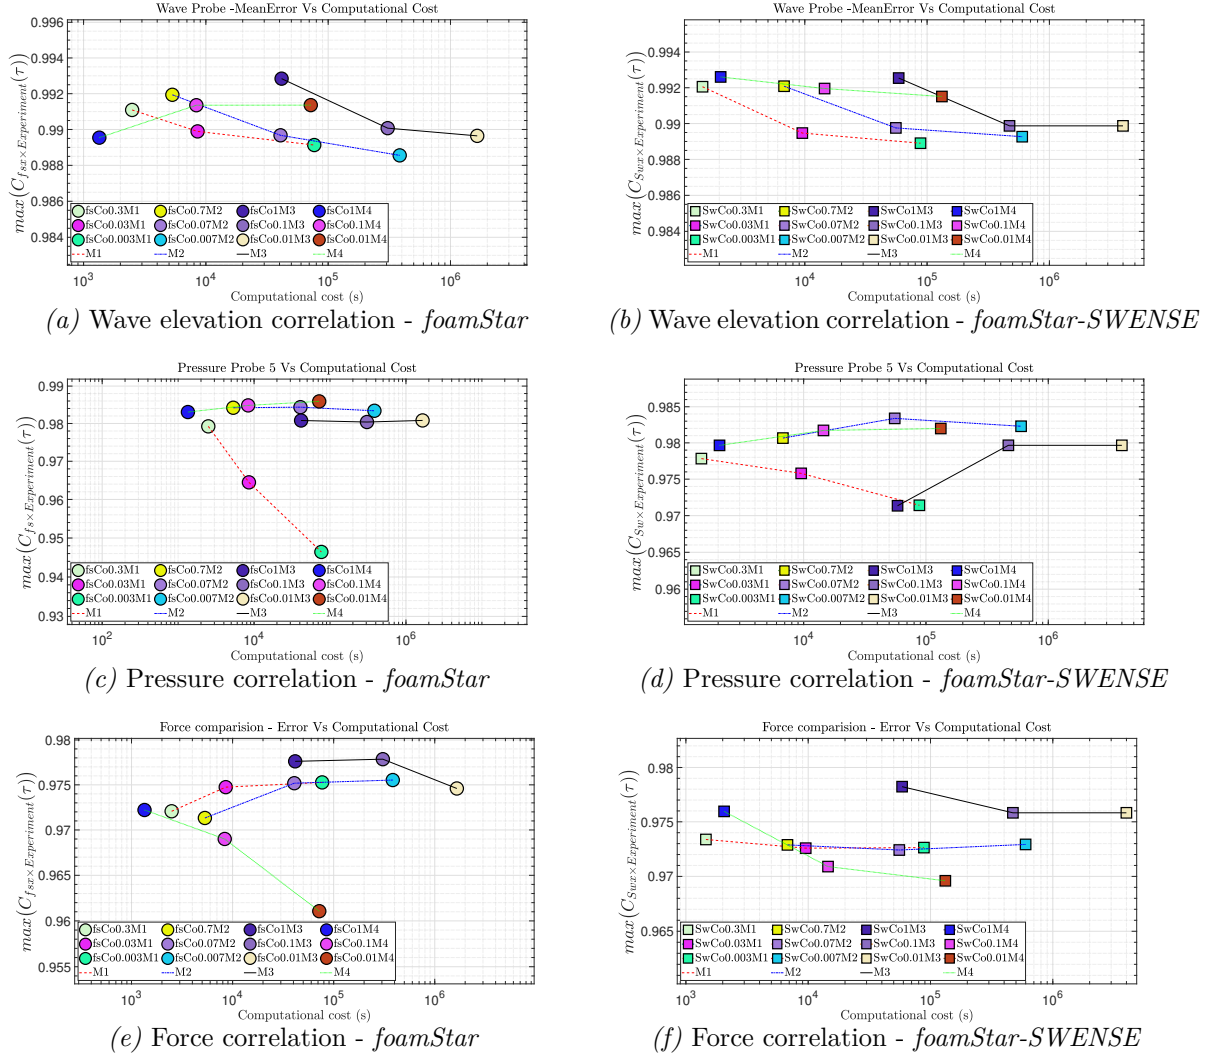 Wave Probe -MeanError Vs Computational Cost
max(C_{fsx×Experiment}(τ))
0.996
0.994
0.992
0.99
0.988
0.986
0.984
fsCo0.3M1 fsCo0.7M2 fsCo1M3 fsCo1M4
fsCo0.03M1 fsCo0.07M2 fsCo0.1M3 fsCo0.1M4
fsCo0.003M1 fsCo0.007M2 fsCo0.01M3 fsCo0.01M4
M1 M2 M3 M4
10^3 10^4 10^5 10^6
Computational cost (s)
(a) Wave elevation correlation - foamStar
Wave Probe -MeanError Vs Computational Cost
max(C_{Swx×Experiment}(τ))
0.994
0.992
0.99
0.988
0.986
0.984
SwCo0.3M1 SwCo0.7M2 SwCo1M3 SwCo1M4
SwCo0.03M1 SwCo0.07M2 SwCo0.1M3 SwCo0.1M4
SwCo0.003M1 SwCo0.007M2 SwCo0.01M3 SwCo0.01M4
M1 M2 M3 M4
10^4 10^5 10^6
Computational cost (s)
(b) Wave elevation correlation - foamStar-SWENSE
Pressure Probe 5 Vs Computational Cost
max(C_{fs×Experiment}(τ))
0.99
0.98
0.97
0.96
0.95
0.94
0.93
fsCo0.3M1 fsCo0.7M2 fsCo1M3 fsCo1M4
fsCo0.03M1 fsCo0.07M2 fsCo0.1M3 fsCo0.1M4
fsCo0.003M1 fsCo0.007M2 fsCo0.01M3 fsCo0.01M4
M1 M2 M3 M4
10^2 10^4 10^6
Computational cost (s)
(c) Pressure correlation - foamStar
Pressure Probe 5 Vs Computational Cost
max(C_{Sw×Experiment}(τ))
0.985
0.98
0.975
0.97
0.965
0.96
SwCo0.3M1 SwCo0.7M2 SwCo1M3 SwCo1M4
SwCo0.03M1 SwCo0.07M2 SwCo0.1M3 SwCo0.1M4
SwCo0.003M1 SwCo0.007M2 SwCo0.01M3 SwCo0.01M4
M1 M2 M3 M4
10^4 10^5 10^6
Computational cost (s)
(d) Pressure correlation - foamStar-SWENSE
Force comparision - Error Vs Computational Cost
max(C_{fsx×Experiment}(τ))
0.98
0.975
0.97
0.965
0.96
0.955
fsCo0.3M1 fsCo0.7M2 fsCo1M3 fsCo1M4
fsCo0.03M1 fsCo0.07M2 fsCo0.1M3 fsCo0.1M4
fsCo0.003M1 fsCo0.007M2 fsCo0.01M3 fsCo0.01M4
M1 M2 M3 M4
10^3 10^4 10^5 10^6
Computational cost (s)
(e) Force correlation - foamStar
Force comparision - Error Vs Computational Cost
max(C_{Swx×Experiment}(τ))
0.98
0.975
0.97
0.965
SwCo0.3M1 SwCo0.7M2 SwCo1M3 SwCo1M4
SwCo0.03M1 SwCo0.07M2 SwCo0.1M3 SwCo0.1M4
SwCo0.003M1 SwCo0.007M2 SwCo0.01M3 SwCo0.01M4
M1 M2 M3 M4
10^3 10^4 10^5 10^6
Computational cost (s)
(f) Force correlation - foamStar-SWENSE